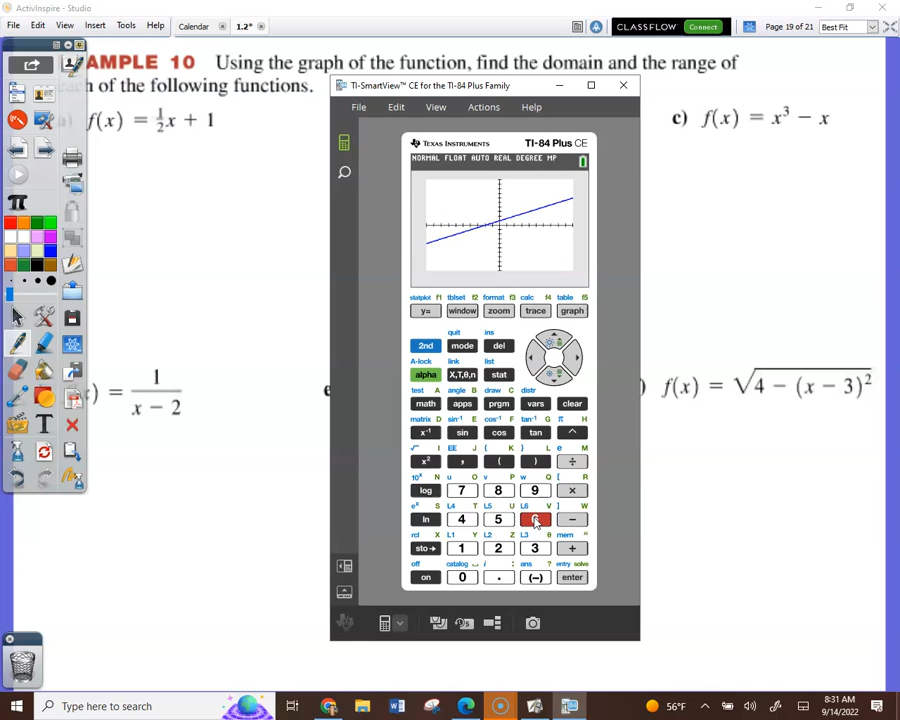 ActivInspire - Studio
File Edit View Insert Tools Help
Calendar
1.2*
CLASSFLOW Connect
Page 19 of 21
Best Fit
AMPLE 10 Using the graph of the function, find the domain and the range of
ch of the following functions.
f(x) = ½x + 1
c) f(x) = x³ − x
) = 1/(x − 2)
e
) f(x) = √(4 − (x − 3)²)
TI-SmartView™ CE for the TI-84 Plus Family
File Edit View Actions Help
TEXAS INSTRUMENTS TI-84 Plus CE
NORMAL FLOAT AUTO REAL DEGREE MP
statplot f1 tblset f2 format f3 calc f4 table f5
y= window zoom trace graph
quit ins
2nd mode del
A-lock link list
alpha X,T,θ,n stat
test A angle B draw C distr
math apps prgm vars clear
matrix D sin⁻¹ E cos⁻¹ F tan⁻¹ G π H
x⁻¹ sin cos tan ^
√ I EE J { K } L e M
x² , ( ) ÷
10ˣ N u O v P w Q [ R
log 7 8 9 ×
eˣ S L4 T L5 U L6 V ] W
ln 4 5 6 −
rcl X L1 Y L2 Z L3 θ mem "
sto→ 1 2 3 +
off catalog ␣ i : ans ? entry solve
on 0 . (−) enter
Type here to search
56°F
8:31 AM
9/14/2022